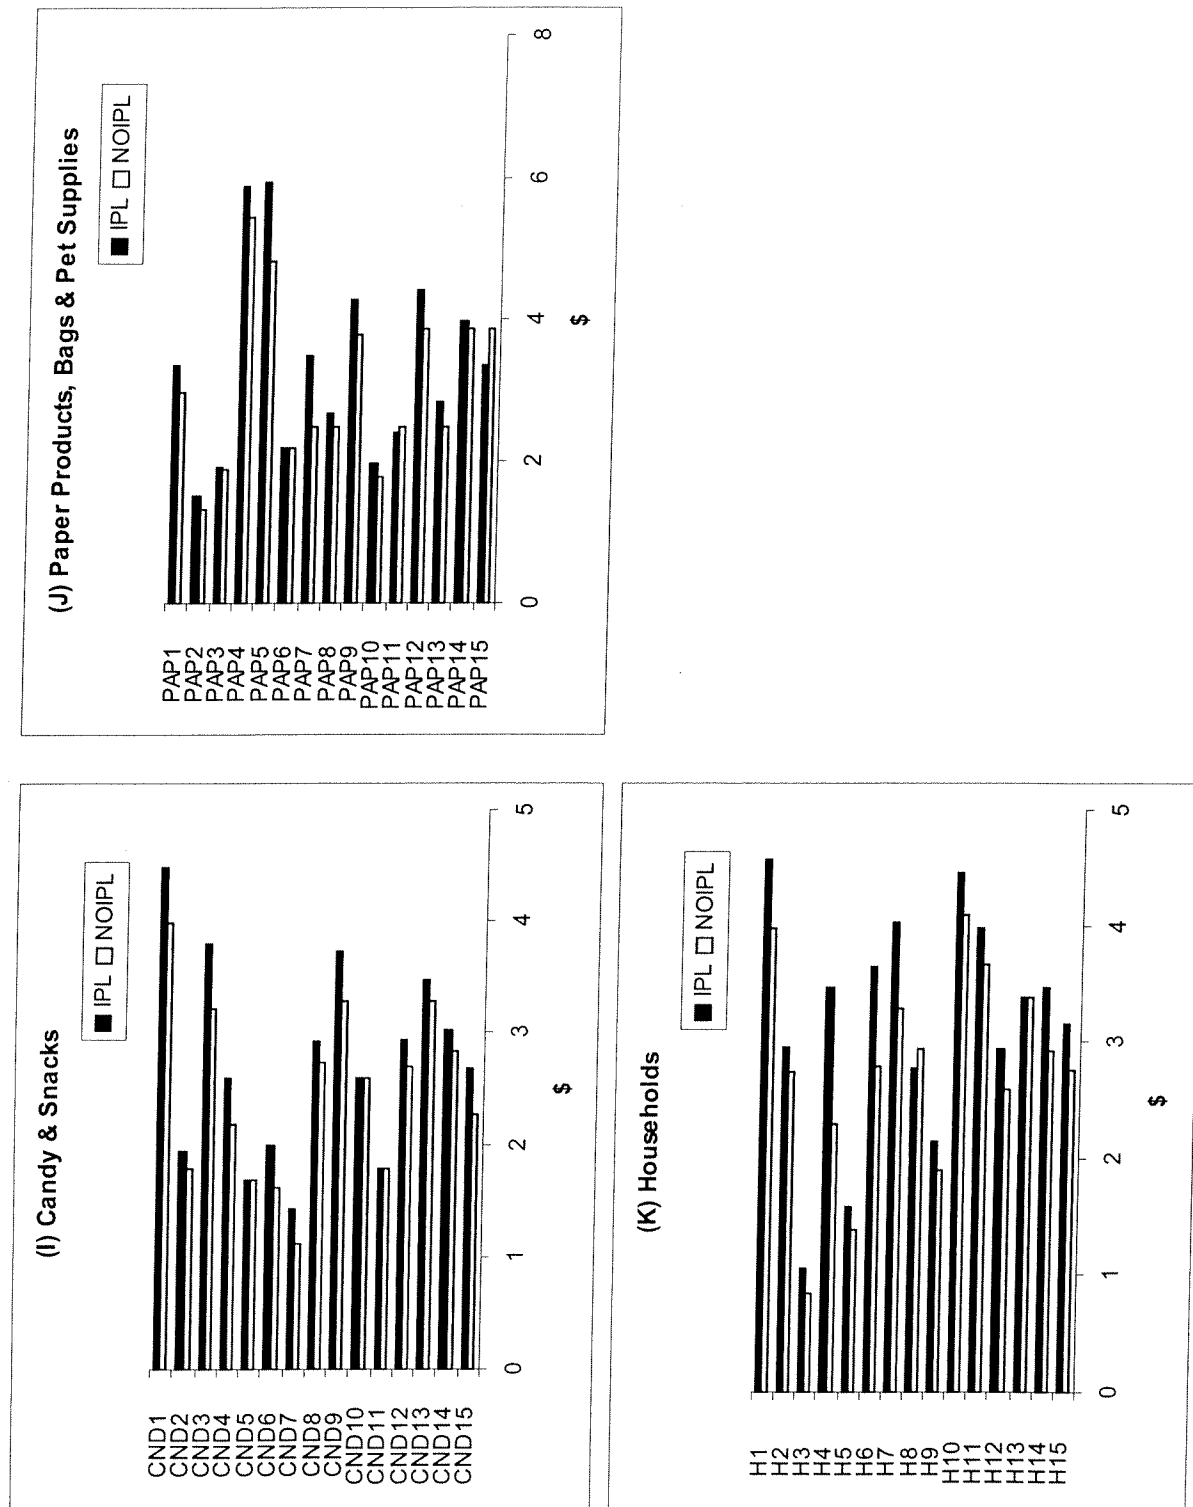 (I) Candy & Snacks
IPL NOIPL
CND1
CND2
CND3
CND4
CND5
CND6
CND7
CND8
CND9
CND10
CND11
CND12
CND13
CND14
CND15
0 1 2 3 4 5
$
(J) Paper Products, Bags & Pet Supplies
IPL NOIPL
PAP1
PAP2
PAP3
PAP4
PAP5
PAP6
PAP7
PAP8
PAP9
PAP10
PAP11
PAP12
PAP13
PAP14
PAP15
0 2 4 6 8
$
(K) Households
IPL NOIPL
H1
H2
H3
H4
H5
H6
H7
H8
H9
H10
H11
H12
H13
H14
H15
0 1 2 3 4 5
$